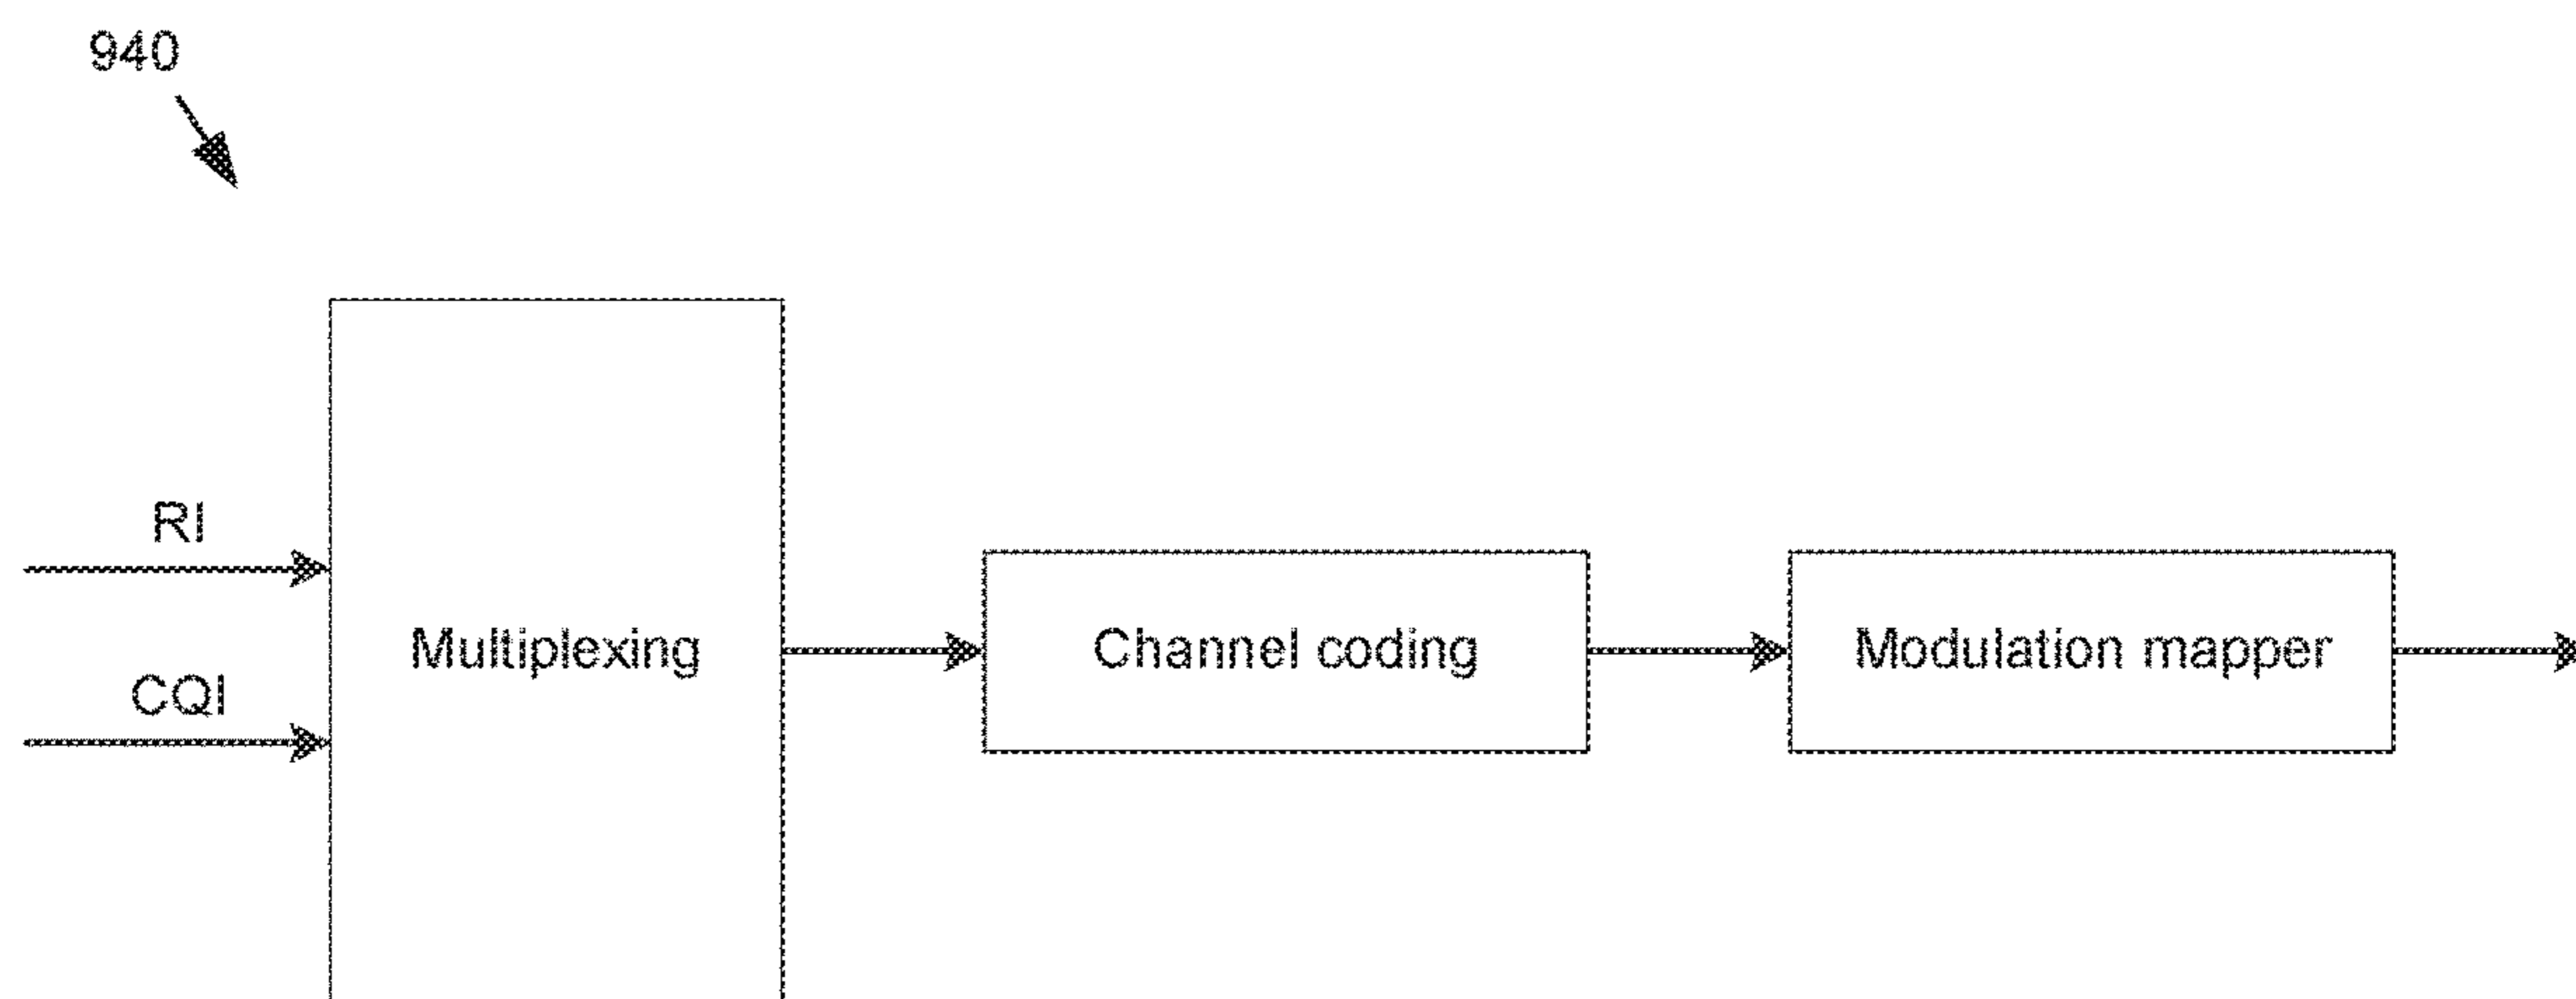 940
RI
CQI
Multiplexing
Channel coding
Modulation mapper